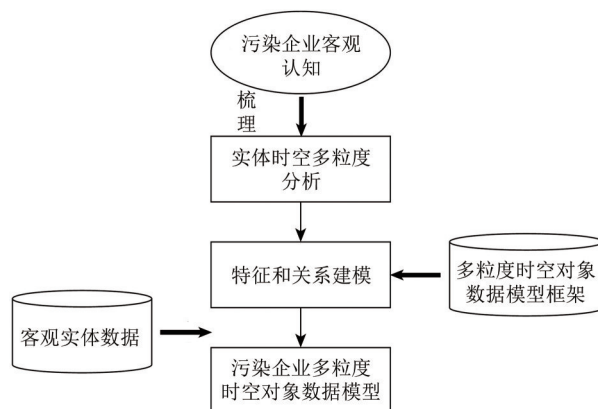 污染企业客观
认知
梳
理
实体时空多粒度
分析
特征和关系建模
多粒度时空对象
数据模型框架
客观实体数据
污染企业多粒度
时空对象数据模型